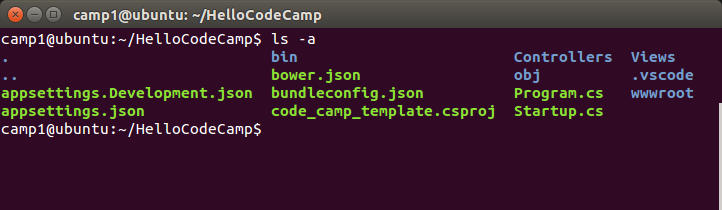 camp1@ubuntu: ~/HelloCodeCamp
camp1@ubuntu:~/HelloCodeCamp$ ls -a
. bin Controllers Views
.. bower.json obj .vscode
appsettings.Development.json bundleconfig.json Program.cs wwwroot
appsettings.json code_camp_template.csproj Startup.cs
camp1@ubuntu:~/HelloCodeCamp$